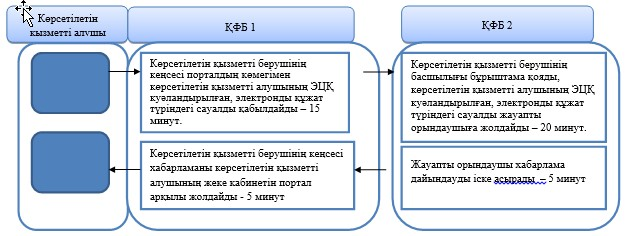 Көрсетілетін
қызметті алушы
ҚФБ 1
ҚФБ 2
Көрсетілетін қызметті берушінің
кеңсесі порталдың көмегімен
көрсетілетін қызметті алушының ЭЦҚ
куәландырылған, электронды құжат
түріндегі сауалды қабылдайды – 15
минут.
Көрсетілетін қызметті берушінің
басшылығы бұрыштама қояды,
көрсетілетін қызметті алушының ЭЦҚ
куәландырылған, электронды құжат
түріндегі сауалды жауапты
орындаушыға жолдайды – 20 минут.
Көрсетілетін қызметті берушінің кеңсесі
хабарламаны көрсетілетін қызметті
алушының жеке кабинетін портал
арқылы жолдайды - 5 минут
Жауапты орындаушы хабарлама
дайындауды іске асырады – 5 минут